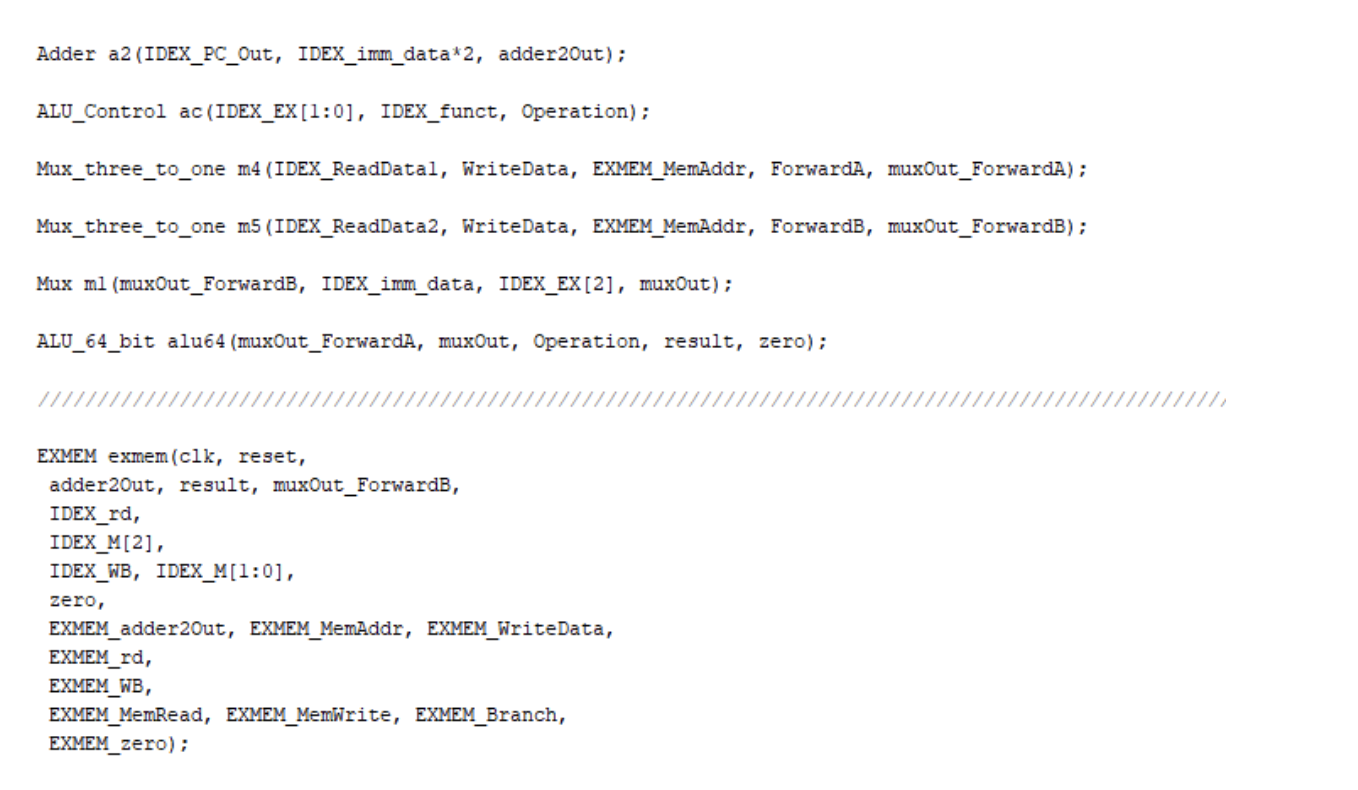 Adder a2(IDEX_PC_Out, IDEX_imm_data*2, adder2Out);
ALU_Control ac(IDEX_EX[1:0], IDEX_funct, Operation);
Mux_three_to_one m4(IDEX_ReadData1, WriteData, EXMEM_MemAddr, ForwardA, muxOut_ForwardA);
Mux_three_to_one m5(IDEX_ReadData2, WriteData, EXMEM_MemAddr, ForwardB, muxOut_ForwardB);
Mux m1(muxOut_ForwardB, IDEX_imm_data, IDEX_EX[2], muxOut);
ALU_64_bit alu64(muxOut_ForwardA, muxOut, Operation, result, zero);
////////////////////////////////////////////////////////////////////////////////////////////////////
EXMEM exmem(clk, reset,
adder2Out, result, muxOut_ForwardB,
IDEX_rd,
IDEX_M[2],
IDEX_WB, IDEX_M[1:0],
zero,
EXMEM_adder2Out, EXMEM_MemAddr, EXMEM_WriteData,
EXMEM_rd,
EXMEM_WB,
EXMEM_MemRead, EXMEM_MemWrite, EXMEM_Branch,
EXMEM_zero);